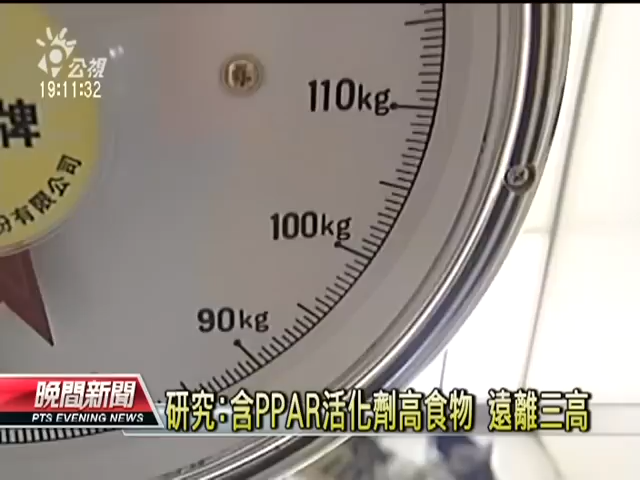 公視
19:11:32
110kg
牌
份有限公司
100kg
90kg
晚間新聞
PTS EVENING NEWS
研究:含PPAR活化劑高食物 遠離三高